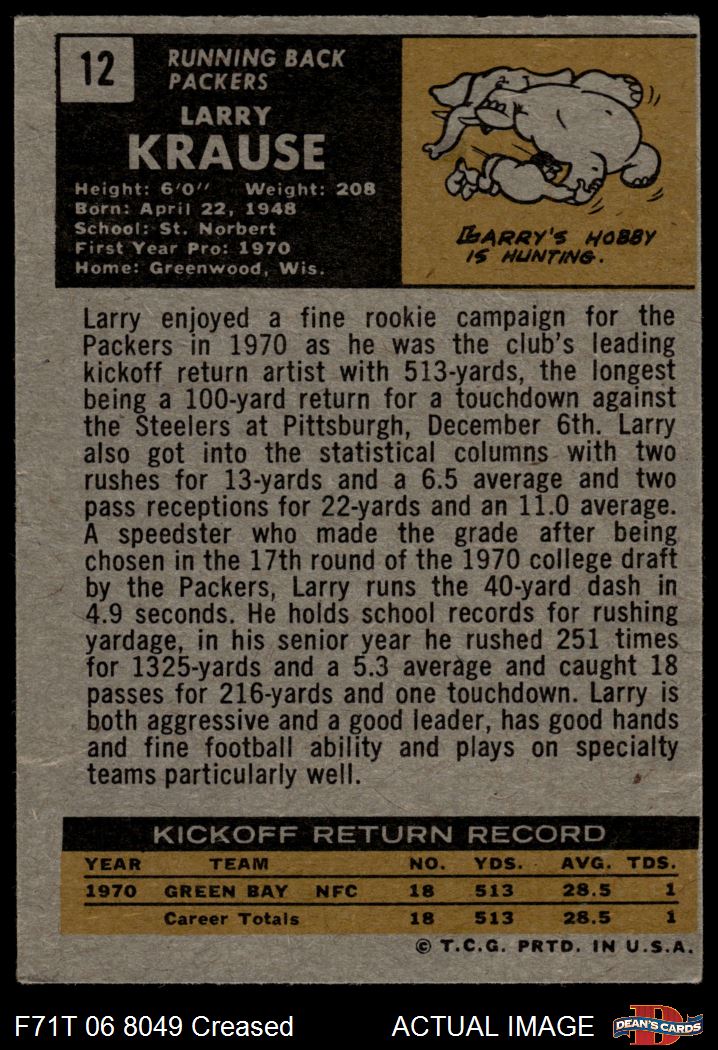 12
RUNNING BACK
PACKERS
LARRY
KRAUSE
Height: 6'0" Weight: 208
Born: April 22, 1948
School: St. Norbert
First Year Pro: 1970
Home: Greenwood, Wis.
LARRY'S HOBBY
IS HUNTING.
Larry enjoyed a fine rookie campaign for the
Packers in 1970 as he was the club's leading
kickoff return artist with 513-yards, the longest
being a 100-yard return for a touchdown against
the Steelers at Pittsburgh, December 6th. Larry
also got into the statistical columns with two
rushes for 13-yards and a 6.5 average and two
pass receptions for 22-yards and an 11.0 average.
A speedster who made the grade after being
chosen in the 17th round of the 1970 college draft
by the Packers, Larry runs the 40-yard dash in
4.9 seconds. He holds school records for rushing
yardage, in his senior year he rushed 251 times
for 1325-yards and a 5.3 average and caught 18
passes for 216-yards and one touchdown. Larry is
both aggressive and a good leader, has good hands
and fine football ability and plays on specialty
teams particularly well.
KICKOFF RETURN RECORD
YEAR TEAM NO. YDS. AVG. TDS.
1970 GREEN BAY NFC 18 513 28.5 1
Career Totals 18 513 28.5 1
© T.C.G. PRTD. IN U.S.A.
F71T 06 8049 Creased ACTUAL IMAGE DEAN'S CARDS